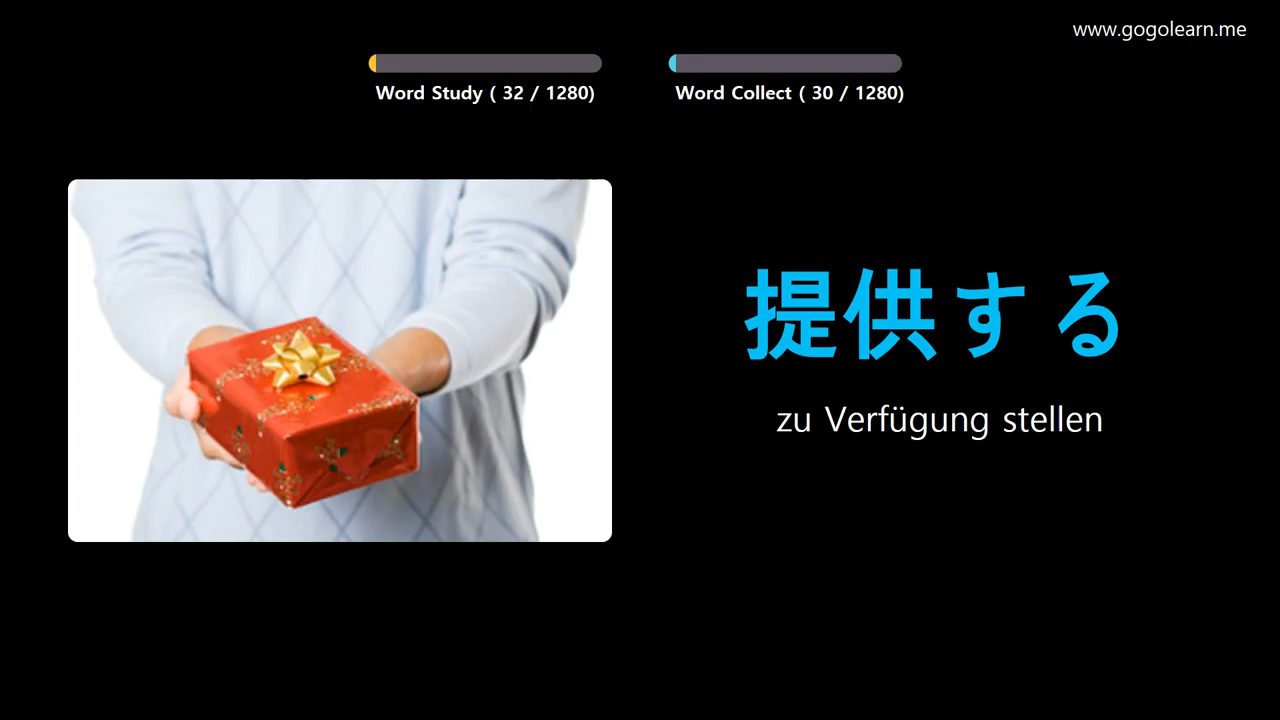 www.gogolearn.me
Word Study ( 32 / 1280)
Word Collect ( 30 / 1280)
提供する
zu Verfügung stellen